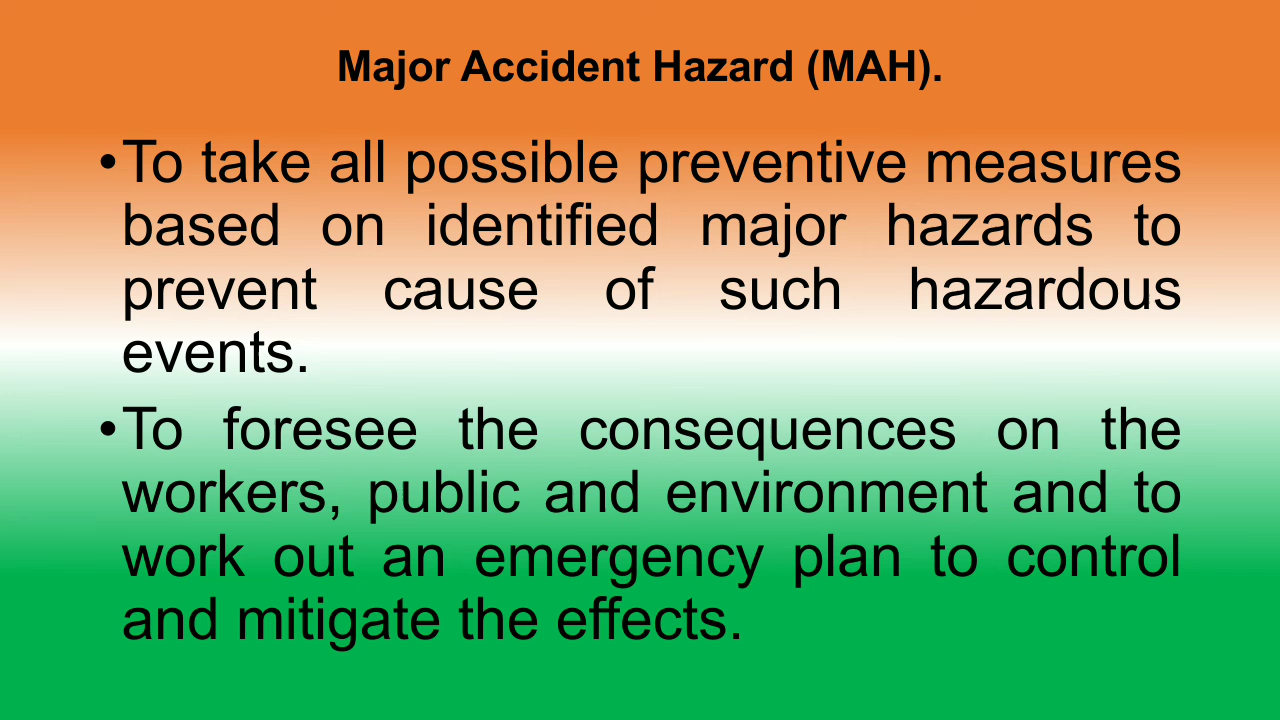 Major Accident Hazard (MAH).
•To take all possible preventive measures
based on identified major hazards to
prevent cause of such hazardous
events.
•To foresee the consequences on the
workers, public and environment and to
work out an emergency plan to control
and mitigate the effects.